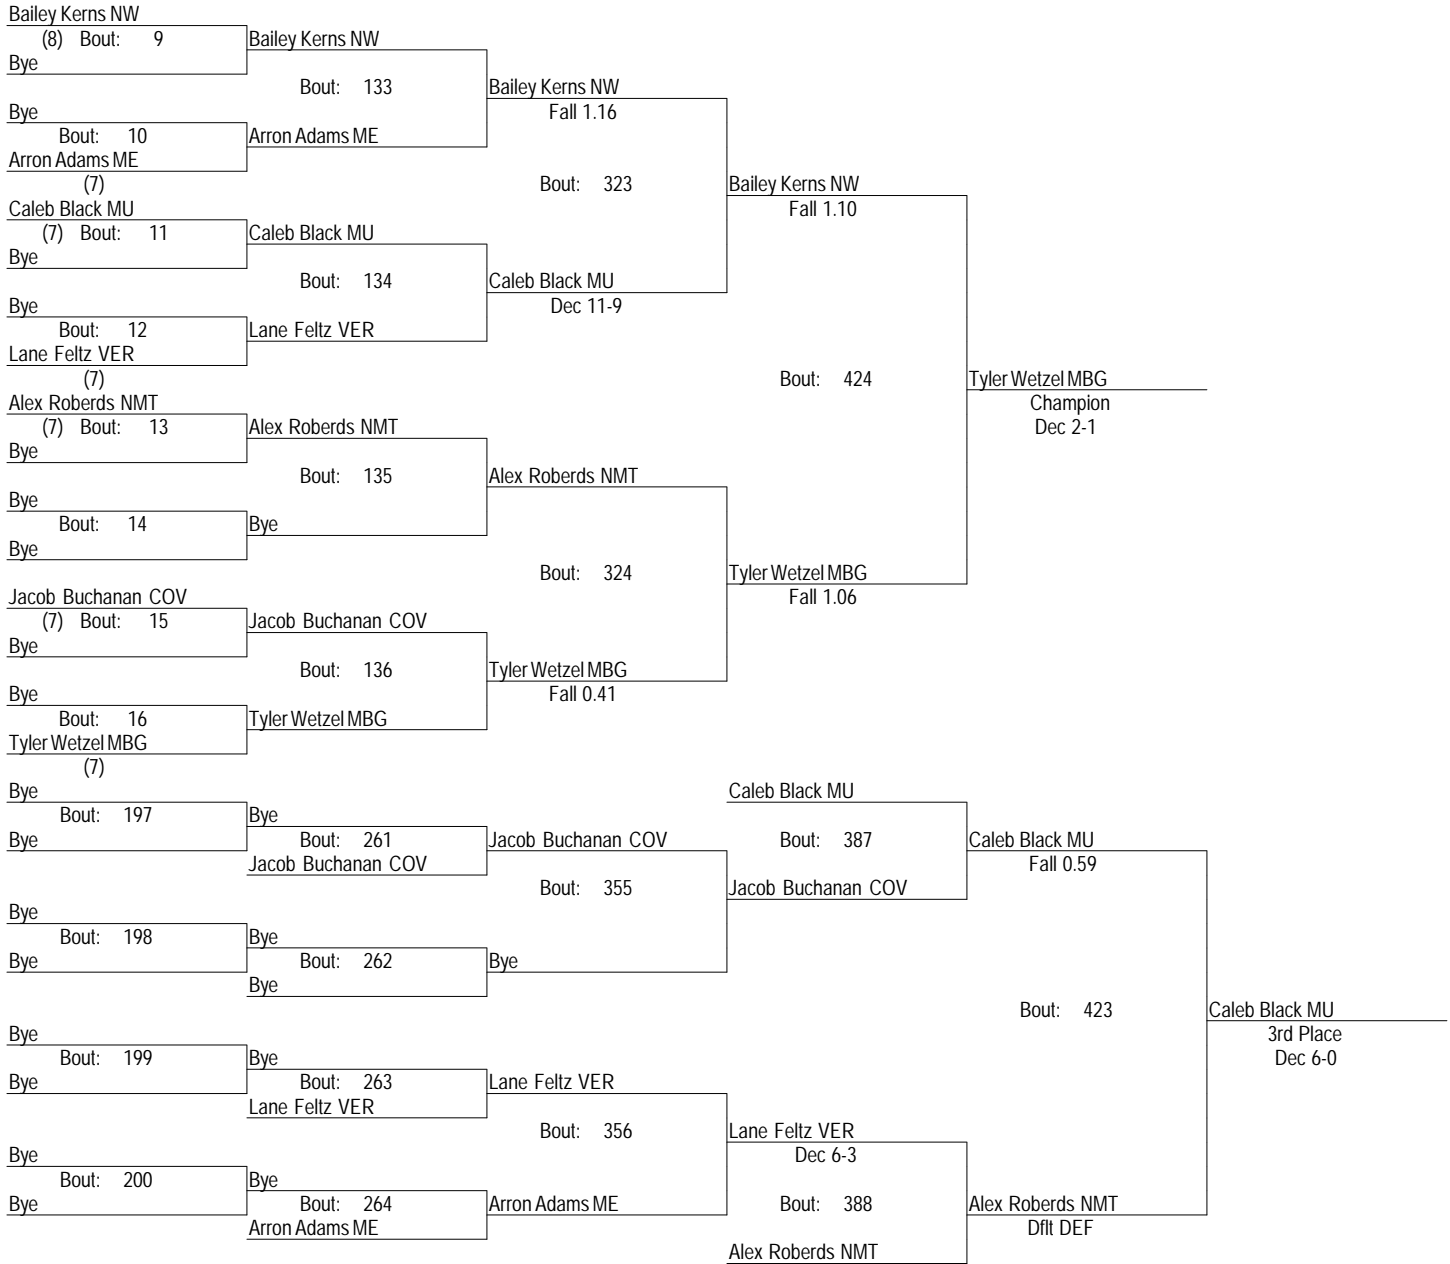 Bailey Kerns NW
(8) Bout: 9
Bailey Kerns NW
Bye
Bout: 133
Bailey Kerns NW
Fall 1.16
Bye
Bout: 10
Arron Adams ME
Arron Adams ME
(7)
Bout: 323
Bailey Kerns NW
Fall 1.10
Caleb Black MU
(7) Bout: 11
Caleb Black MU
Bye
Bout: 134
Caleb Black MU
Dec 11-9
Bye
Bout: 12
Lane Feltz VER
Lane Feltz VER
(7)
Bout: 424
Tyler Wetzel MBG
Champion
Dec 2-1
Alex Roberds NMT
(7) Bout: 13
Alex Roberds NMT
Bye
Bout: 135
Alex Roberds NMT
Bye
Bout: 14
Bye
Bye
Bout: 324
Tyler Wetzel MBG
Fall 1.06
Jacob Buchanan COV
(7) Bout: 15
Jacob Buchanan COV
Bye
Bout: 136
Tyler Wetzel MBG
Fall 0.41
Bye
Bout: 16
Tyler Wetzel MBG
Tyler Wetzel MBG
(7)
Bye
Bout: 197
Bye
Bye
Bout: 261
Jacob Buchanan COV
Jacob Buchanan COV
Caleb Black MU
Bout: 387
Caleb Black MU
Fall 0.59
Bout: 355
Jacob Buchanan COV
Bye
Bout: 198
Bye
Bye
Bout: 262
Bye
Bye
Bout: 423
Caleb Black MU
3rd Place
Dec 6-0
Bye
Bout: 199
Bye
Bye
Bout: 263
Lane Feltz VER
Lane Feltz VER
Bout: 356
Lane Feltz VER
Dec 6-3
Bye
Bout: 200
Bye
Bye
Bout: 264
Arron Adams ME
Arron Adams ME
Bout: 388
Alex Roberds NMT
Dflt DEF
Alex Roberds NMT